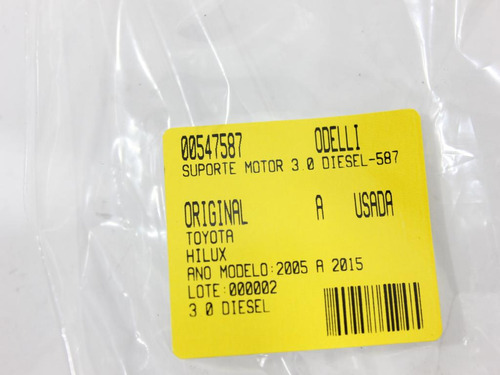 00547587 ODELLI
SUPORTE MOTOR 3.0 DIESEL-587
ORIGINAL A USADA
TOYOTA
HILUX
ANO MODELO:2005 A 2015
LOTE:000002
3 0 DIESEL